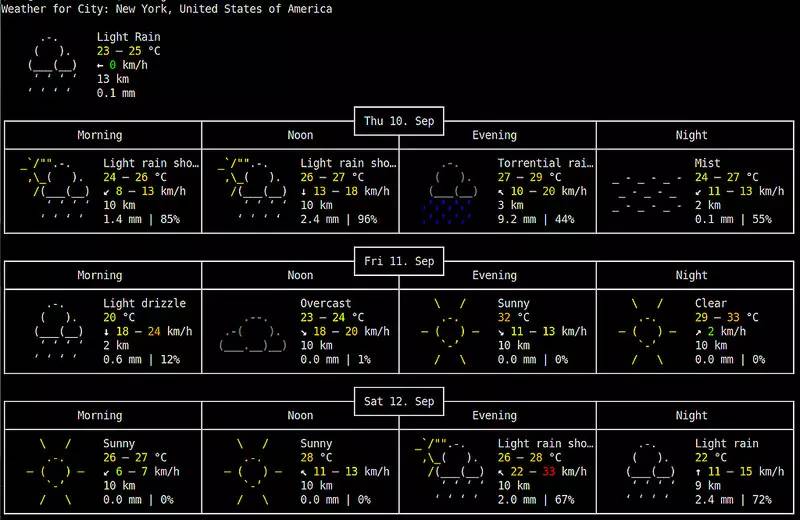 Weather for City: New York, United States of America
Light Rain
23 – 25 °C
← 0 km/h
13 km
0.1 mm
Thu 10. Sep
Morning Noon Evening Night
Light rain sho… Light rain sho… Torrential rai… Mist
24 – 26 °C 26 – 27 °C 27 – 29 °C 24 – 27 °C
↙ 8 – 13 km/h ↓ 13 – 18 km/h ↖ 10 – 20 km/h ↙ 11 – 13 km/h
10 km 10 km 3 km 2 km
1.4 mm | 85% 2.4 mm | 96% 9.2 mm | 44% 0.1 mm | 55%
Fri 11. Sep
Morning Noon Evening Night
Light drizzle Overcast Sunny Clear
20 °C 23 – 24 °C 32 °C 29 – 33 °C
↓ 18 – 24 km/h ↘ 18 – 20 km/h ↘ 11 – 13 km/h ↗ 2 km/h
2 km 10 km 10 km 10 km
0.6 mm | 12% 0.0 mm | 1% 0.0 mm | 0% 0.0 mm | 0%
Sat 12. Sep
Morning Noon Evening Night
Sunny Sunny Light rain sho… Light rain
26 – 27 °C 28 °C 26 – 28 °C 22 °C
↙ 6 – 7 km/h ↖ 11 – 13 km/h ↖ 22 – 33 km/h ↑ 11 – 15 km/h
10 km 10 km 10 km 9 km
0.0 mm | 0% 0.0 mm | 0% 2.0 mm | 67% 2.4 mm | 72%